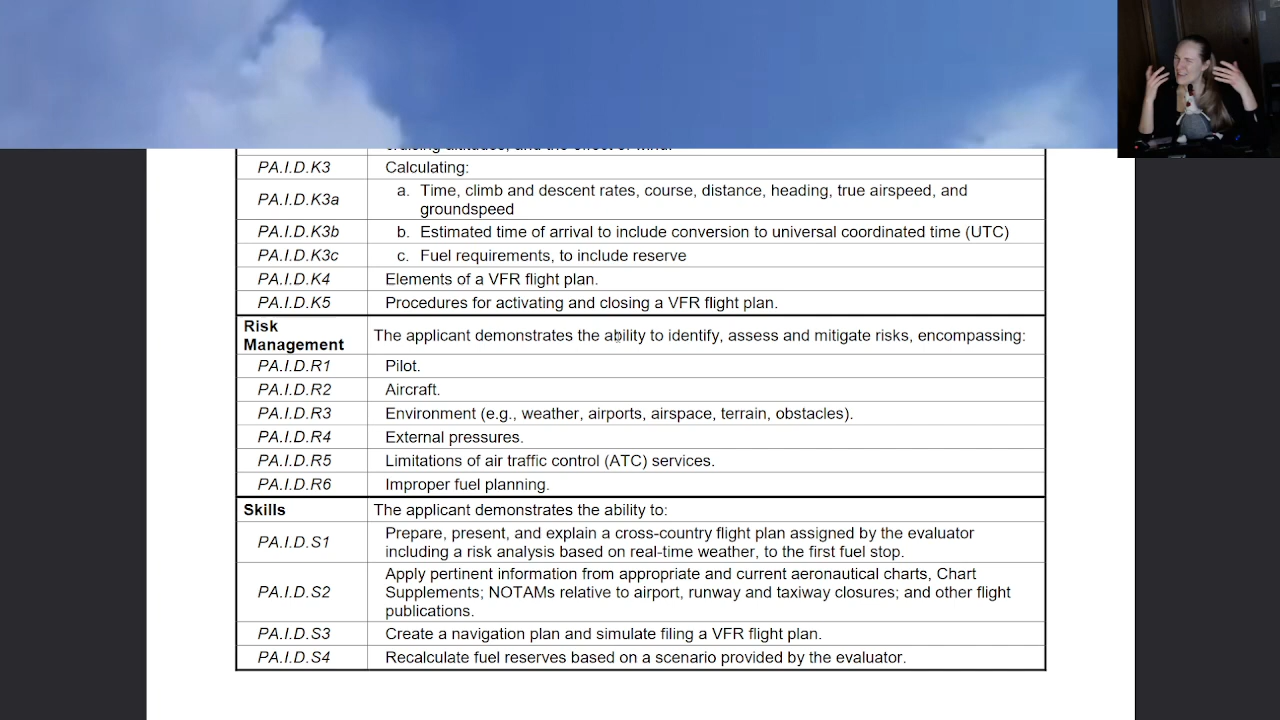 PA.I.D.K3 Calculating:
PA.I.D.K3a a. Time, climb and descent rates, course, distance, heading, true airspeed, and
groundspeed
PA.I.D.K3b b. Estimated time of arrival to include conversion to universal coordinated time (UTC)
PA.I.D.K3c c. Fuel requirements, to include reserve
PA.I.D.K4 Elements of a VFR flight plan.
PA.I.D.K5 Procedures for activating and closing a VFR flight plan.
Risk
Management The applicant demonstrates the ability to identify, assess and mitigate risks, encompassing:
PA.I.D.R1 Pilot.
PA.I.D.R2 Aircraft.
PA.I.D.R3 Environment (e.g., weather, airports, airspace, terrain, obstacles).
PA.I.D.R4 External pressures.
PA.I.D.R5 Limitations of air traffic control (ATC) services.
PA.I.D.R6 Improper fuel planning.
Skills The applicant demonstrates the ability to:
PA.I.D.S1 Prepare, present, and explain a cross-country flight plan assigned by the evaluator
including a risk analysis based on real-time weather, to the first fuel stop.
PA.I.D.S2 Apply pertinent information from appropriate and current aeronautical charts, Chart
Supplements; NOTAMs relative to airport, runway and taxiway closures; and other flight
publications.
PA.I.D.S3 Create a navigation plan and simulate filing a VFR flight plan.
PA.I.D.S4 Recalculate fuel reserves based on a scenario provided by the evaluator.